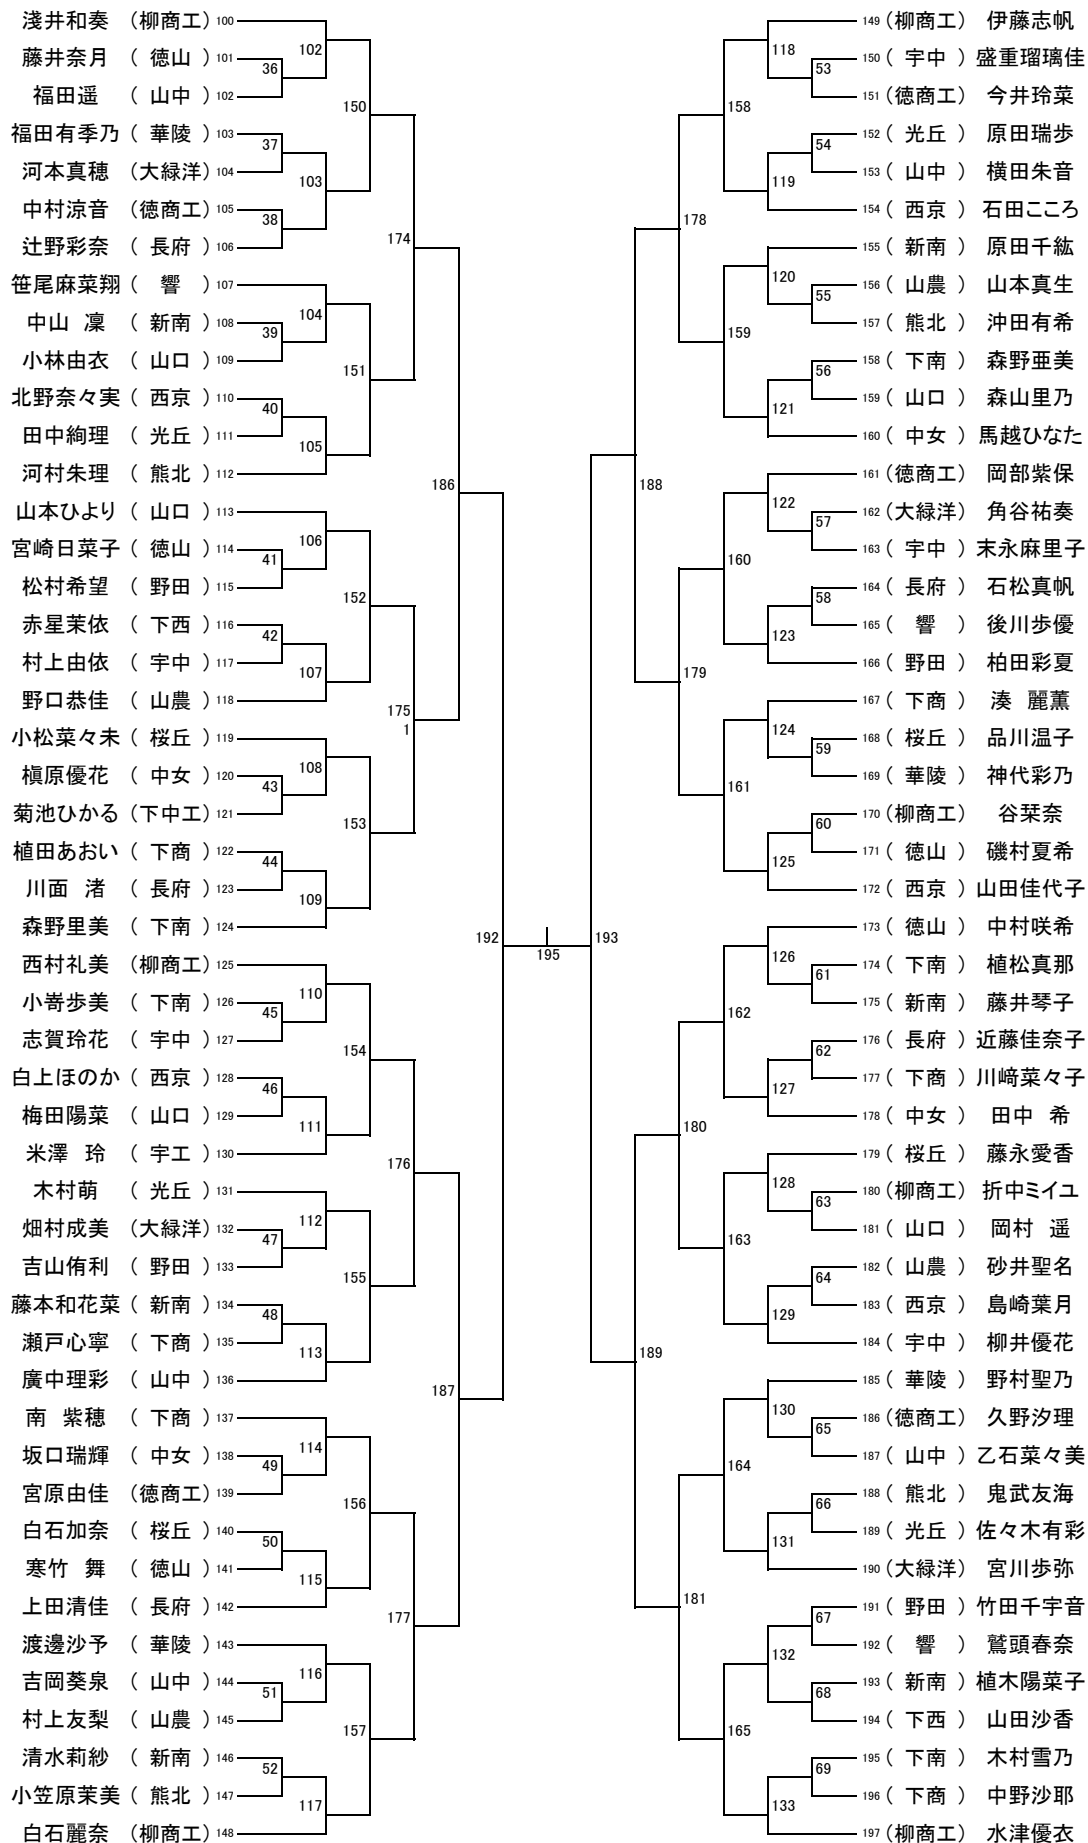 淺井和奏 (柳商工) 100
藤井奈月 ( 徳山 ) 101
福田遥 ( 山中 ) 102
福田有季乃 ( 華陵 ) 103
河本真穂 (大緑洋) 104
中村涼音 (徳商工) 105
辻野彩奈 ( 長府 ) 106
笹尾麻菜翔 ( 響 ) 107
中山 凜 ( 新南 ) 108
小林由衣 ( 山口 ) 109
北野奈々実 ( 西京 ) 110
田中絢理 ( 光丘 ) 111
河村朱理 ( 熊北 ) 112
山本ひより ( 山口 ) 113
宮崎日菜子 ( 徳山 ) 114
松村希望 ( 野田 ) 115
赤星茉依 ( 下西 ) 116
村上由依 ( 宇中 ) 117
野口恭佳 ( 山農 ) 118
小松菜々未 ( 桜丘 ) 119
槇原優花 ( 中女 ) 120
菊池ひかる (下中工) 121
植田あおい ( 下商 ) 122
川面 渚 ( 長府 ) 123
森野里美 ( 下南 ) 124
西村礼美 (柳商工) 125
小嵜歩美 ( 下南 ) 126
志賀玲花 ( 宇中 ) 127
白上ほのか ( 西京 ) 128
梅田陽菜 ( 山口 ) 129
米澤 玲 ( 宇工 ) 130
木村萌 ( 光丘 ) 131
畑村成美 (大緑洋) 132
吉山侑利 ( 野田 ) 133
藤本和花菜 ( 新南 ) 134
瀬戸心寧 ( 下商 ) 135
廣中理彩 ( 山中 ) 136
南 紫穂 ( 下商 ) 137
坂口瑞輝 ( 中女 ) 138
宮原由佳 (徳商工) 139
白石加奈 ( 桜丘 ) 140
寒竹 舞 ( 徳山 ) 141
上田清佳 ( 長府 ) 142
渡邊沙予 ( 華陵 ) 143
吉岡葵泉 ( 山中 ) 144
村上友梨 ( 山農 ) 145
清水莉紗 ( 新南 ) 146
小笠原茉美 ( 熊北 ) 147
白石麗奈 (柳商工) 148
36
37
38
39
40
41
42
43
44
45
46
47
48
49
50
51
52
102
103
104
105
106
107
108
109
110
111
112
113
114
115
116
117
150
151
152
153
154
155
156
157
174
175
1
176
177
186
187
192
195
193
188
189
178
179
180
181
158
159
160
161
162
163
164
165
118
119
120
121
122
123
124
125
126
127
128
129
130
131
132
133
53
54
55
56
57
58
59
60
61
62
63
64
65
66
67
68
69
149 (柳商工) 伊藤志帆
150 ( 宇中 ) 盛重瑠璃佳
151 (徳商工) 今井玲菜
152 ( 光丘 ) 原田瑞歩
153 ( 山中 ) 横田朱音
154 ( 西京 ) 石田こころ
155 ( 新南 ) 原田千紘
156 ( 山農 ) 山本真生
157 ( 熊北 ) 沖田有希
158 ( 下南 ) 森野亜美
159 ( 山口 ) 森山里乃
160 ( 中女 ) 馬越ひなた
161 (徳商工) 岡部紫保
162 (大緑洋) 角谷祐奏
163 ( 宇中 ) 末永麻里子
164 ( 長府 ) 石松真帆
165 ( 響 ) 後川歩優
166 ( 野田 ) 柏田彩夏
167 ( 下商 ) 湊 麗薫
168 ( 桜丘 ) 品川温子
169 ( 華陵 ) 神代彩乃
170 (柳商工) 谷栞奈
171 ( 徳山 ) 磯村夏希
172 ( 西京 ) 山田佳代子
173 ( 徳山 ) 中村咲希
174 ( 下南 ) 植松真那
175 ( 新南 ) 藤井琴子
176 ( 長府 ) 近藤佳奈子
177 ( 下商 ) 川﨑菜々子
178 ( 中女 ) 田中 希
179 ( 桜丘 ) 藤永愛香
180 (柳商工) 折中ミイユ
181 ( 山口 ) 岡村 遥
182 ( 山農 ) 砂井聖名
183 ( 西京 ) 島崎葉月
184 ( 宇中 ) 柳井優花
185 ( 華陵 ) 野村聖乃
186 (徳商工) 久野汐理
187 ( 山中 ) 乙石菜々美
188 ( 熊北 ) 鬼武友海
189 ( 光丘 ) 佐々木有彩
190 (大緑洋) 宮川歩弥
191 ( 野田 ) 竹田千宇音
192 ( 響 ) 鷲頭春奈
193 ( 新南 ) 植木陽菜子
194 ( 下西 ) 山田沙香
195 ( 下南 ) 木村雪乃
196 ( 下商 ) 中野沙耶
197 (柳商工) 水津優衣